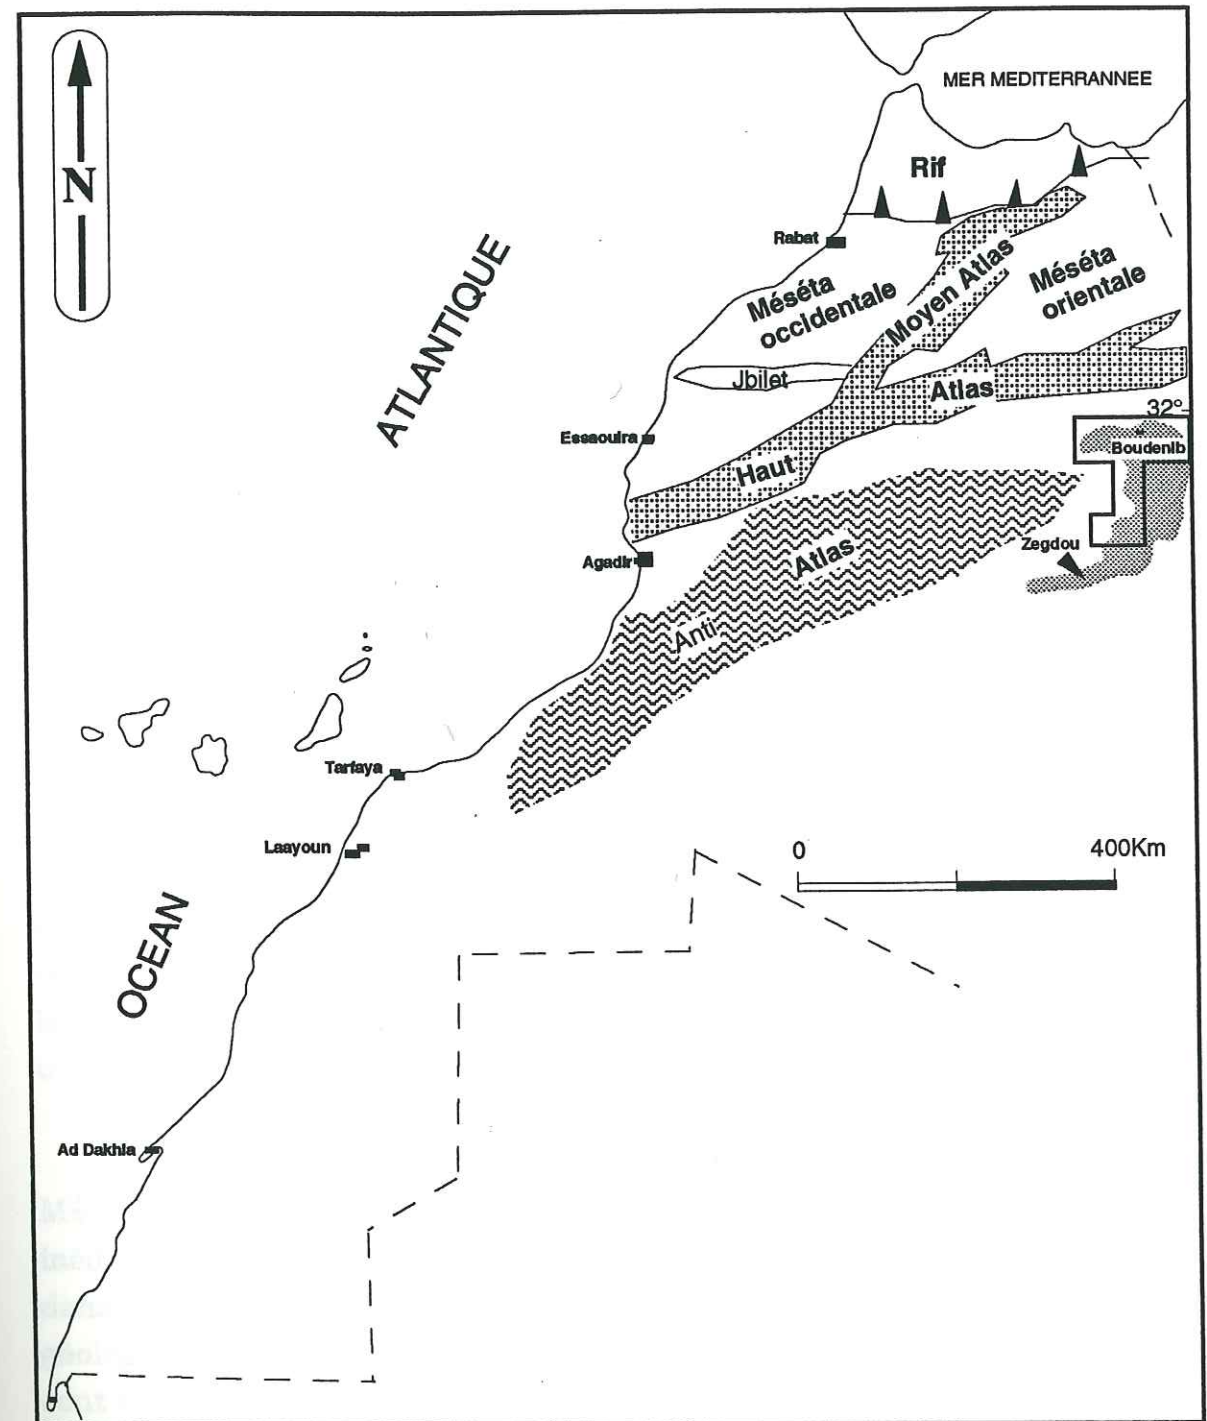 MER MEDITERRANNEE
N
Rif
Rabat
ATLANTIQUE
Méséta
occidentale
Moyen Atlas
Méséta
orientale
Jbilet
Atlas
32°
Essaouira
Boudenib
Haut
Zegdou
Agadir
Atlas
Anti
Tarfaya
Laayoun
0
400Km
OCEAN
Ad Dakhla